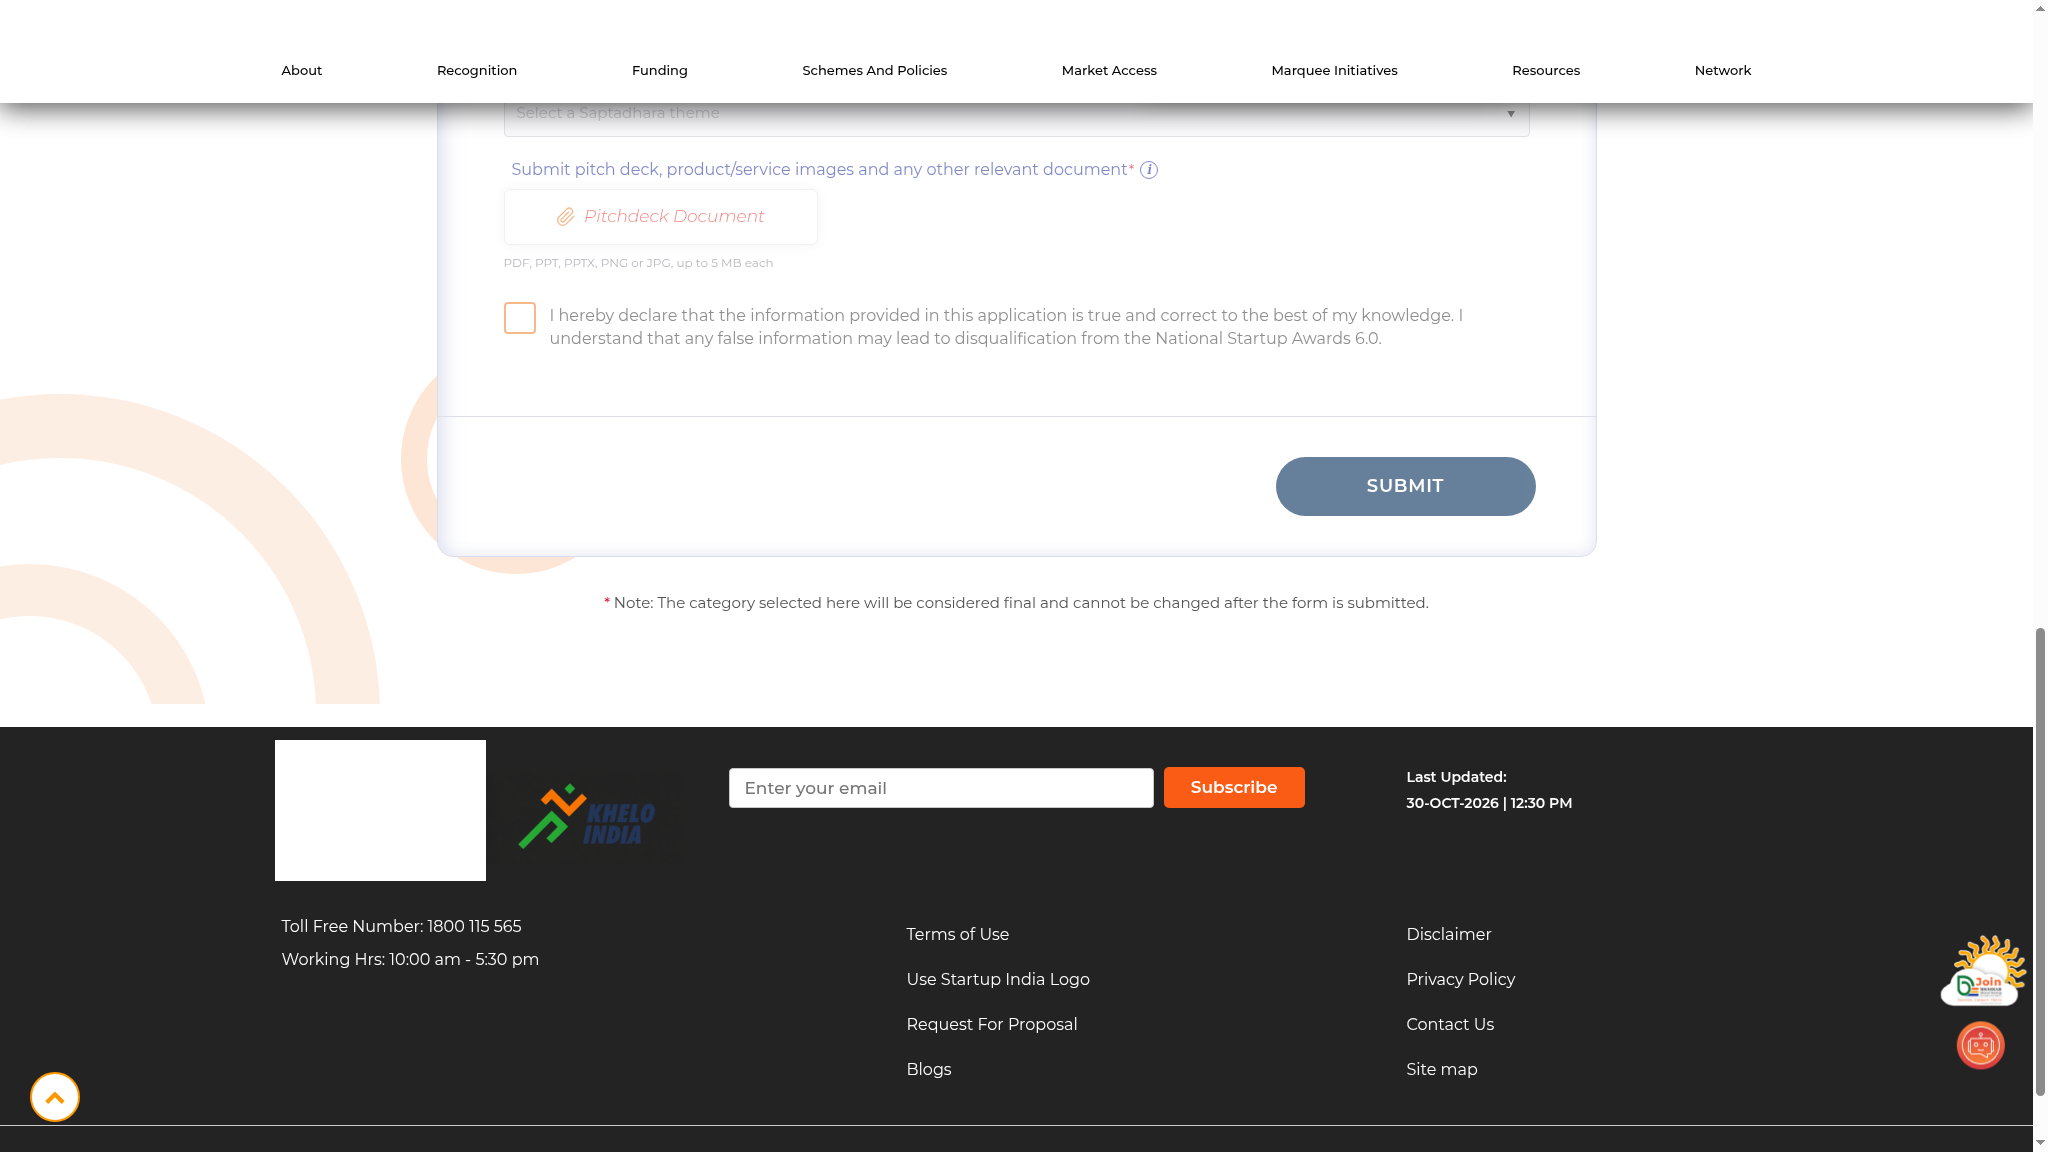 About
Recognition
Funding
Schemes And Policies
Market Access
Marquee Initiatives
Resources
Network
Select a Saptadhara theme
Submit pitch deck, product/service images and any other relevant document*
Pitchdeck Document
PDF, PPT, PPTX, PNG or JPG, up to 5 MB each
I hereby declare that the information provided in this application is true and correct to the best of my knowledge. I
understand that any false information may lead to disqualification from the National Startup Awards 6.0.
SUBMIT
* Note: The category selected here will be considered final and cannot be changed after the form is submitted.
KHELO
INDIA
Enter your email
Subscribe
Last Updated:
30-OCT-2026 | 12:30 PM
Toll Free Number: 1800 115 565
Working Hrs: 10:00 am - 5:30 pm
Terms of Use
Use Startup India Logo
Request For Proposal
Blogs
Disclaimer
Privacy Policy
Contact Us
Site map
Join